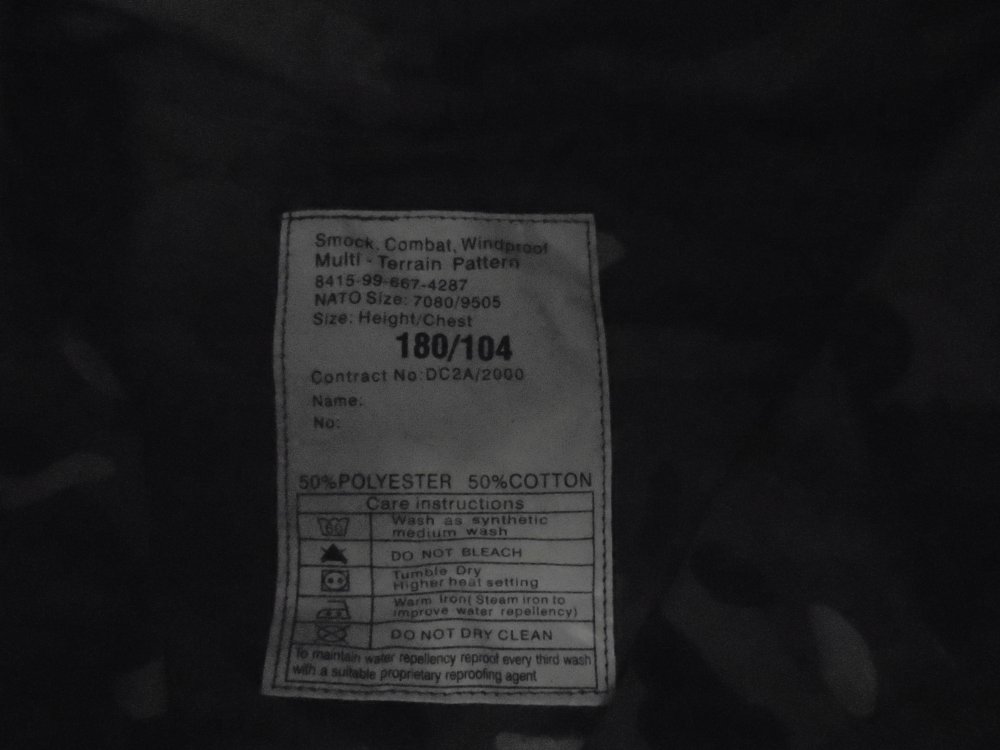 Smock, Combat, Windproof
Multi - Terrain Pattern
8415-99-667-4287
NATO Size: 7080/9505
Size: Height/Chest
180/104
Contract No:DC2A/2000
Name:
No:
50%POLYESTER 50%COTTON
Care instructions
Wash as synthetic
medium wash
DO NOT BLEACH
Tumble Dry
Higher heat setting
Warm Iron( Steam iron to
improve water repellency)
DO NOT DRY CLEAN
To maintain water repellency reproof every third wash
with a suitable proprietary reproofing agent